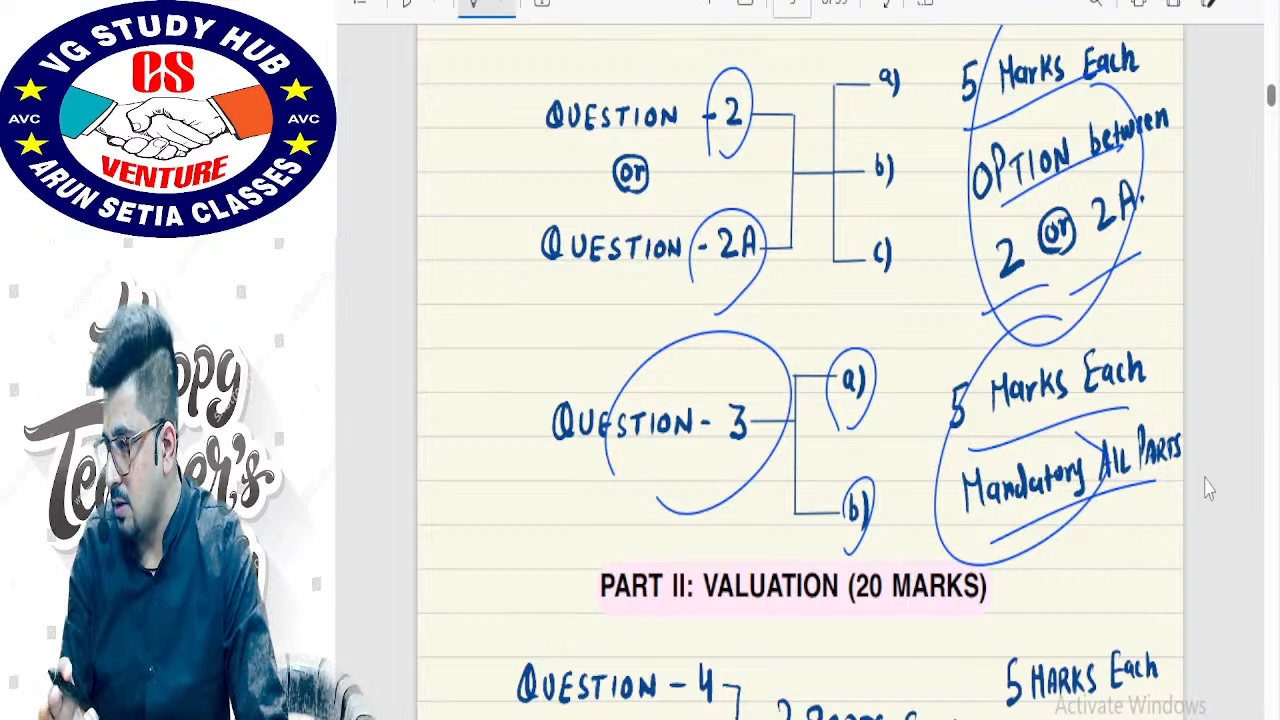 VG STUDY HUB
CS
AVC
AVC
VENTURE
ARUN SETIA CLASSES
Happy
Teacher's
QUESTION - 2
or
QUESTION - 2A
a)
b)
c)
5 Marks Each
OPTION between
2 or 2A.
QUESTION - 3
a)
b)
5 Marks Each
Mandatory All PARTS
PART II: VALUATION (20 MARKS)
QUESTION - 4
5 MARKS Each
Activate Windows